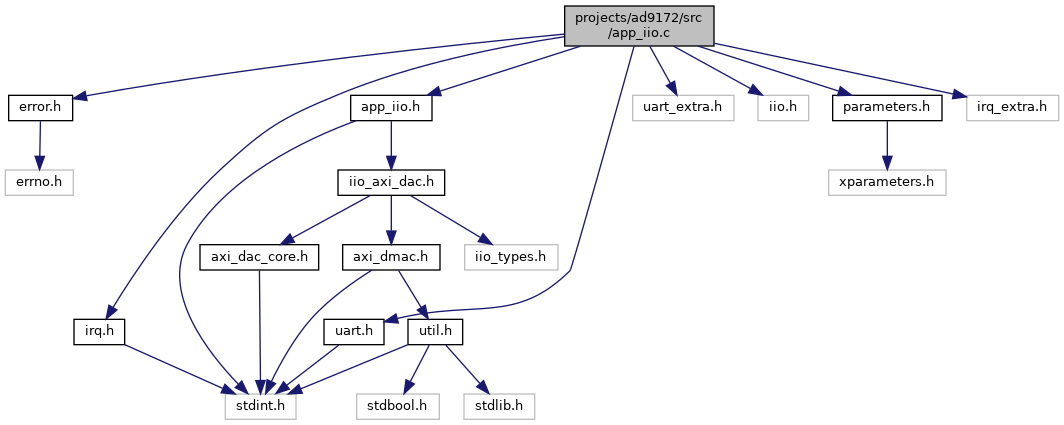 projects/ad9172/src
/app_iio.c
error.h
app_iio.h
uart_extra.h
iio.h
parameters.h
irq_extra.h
errno.h
iio_axi_dac.h
xparameters.h
axi_dac_core.h
axi_dmac.h
iio_types.h
irq.h
uart.h
util.h
stdint.h
stdbool.h
stdlib.h